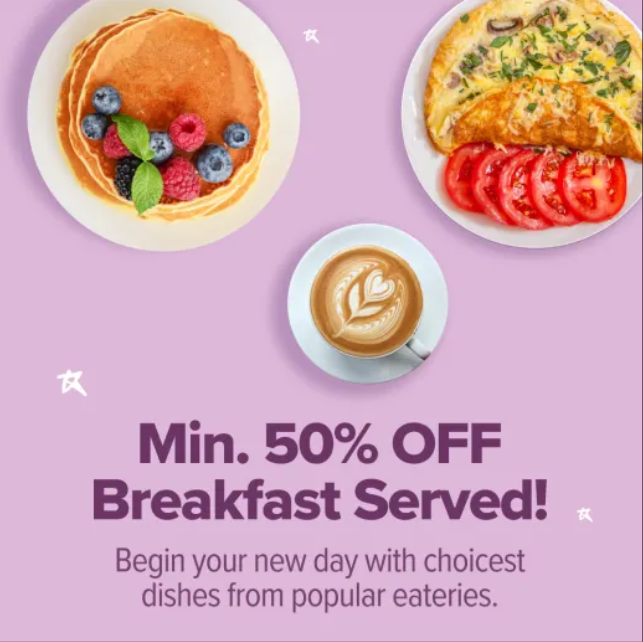 Min. 50% OFF
Breakfast Served!
Begin your new day with choicest
dishes from popular eateries.